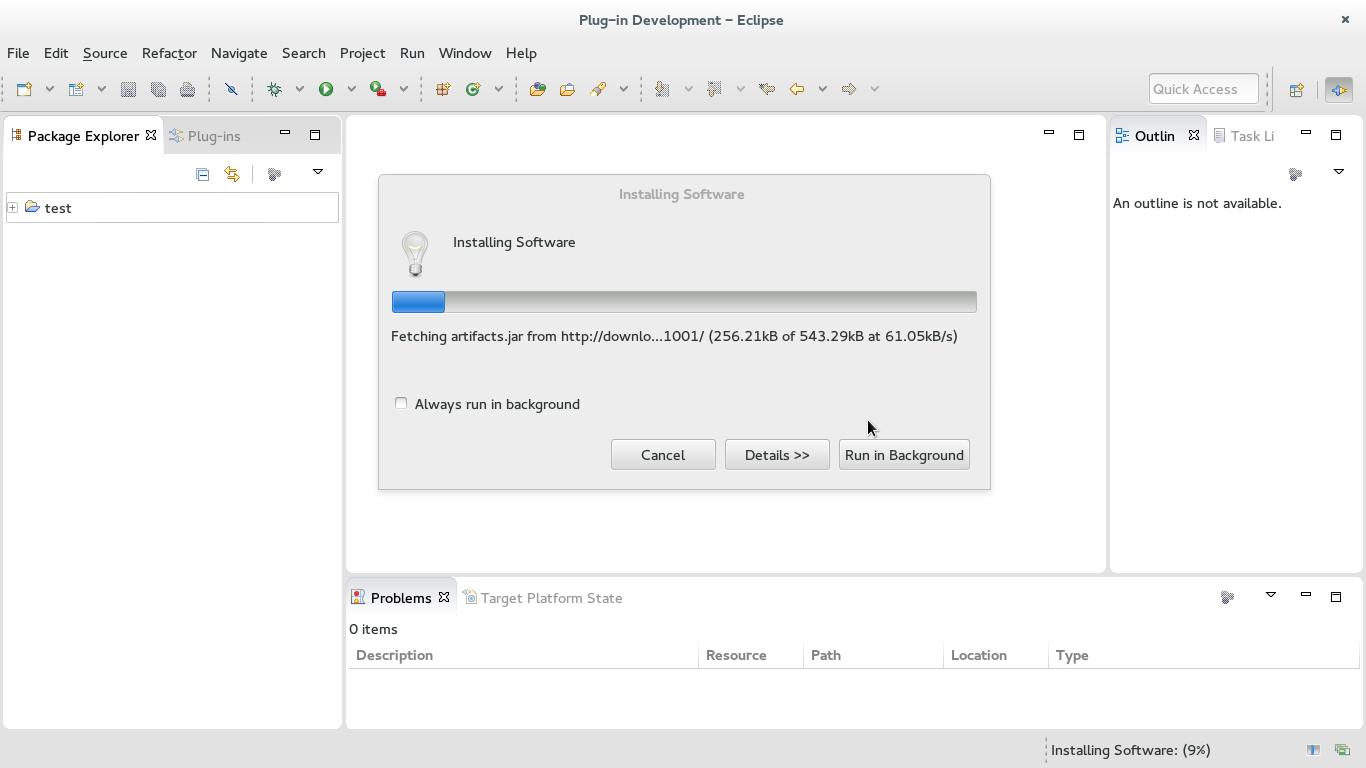 Plug-in Development – Eclipse
File Edit Source Refactor Navigate Search Project Run Window Help
Quick Access
Package Explorer Plug-ins
Outlin Task Li
test
An outline is not available.
Installing Software
Installing Software
Fetching artifacts.jar from http://downlo...1001/ (256.21kB of 543.29kB at 61.05kB/s)
Always run in background
Cancel Details >> Run in Background
Problems Target Platform State
0 items
Description Resource Path Location Type
Installing Software: (9%)